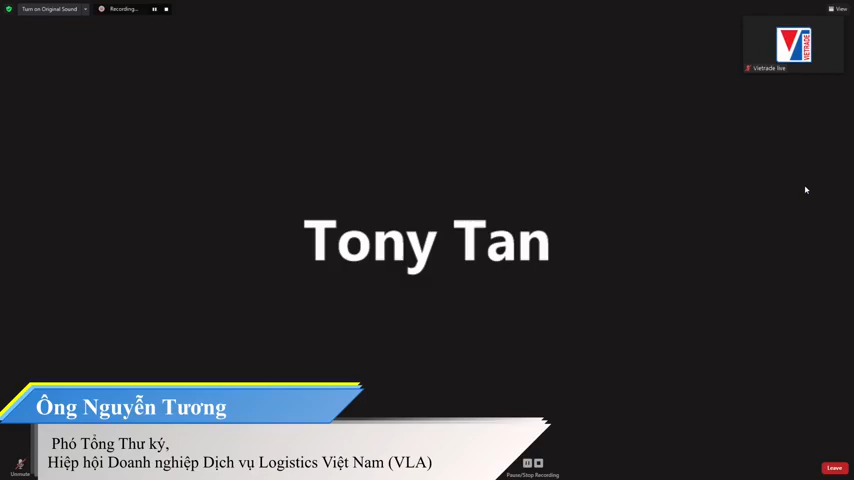 Turn on Original Sound
Recording...
View
VIETRADE
Vietrade live
Tony Tan
Ông Nguyễn Tương
Phó Tổng Thư ký,
Hiệp hội Doanh nghiệp Dịch vụ Logistics Việt Nam (VLA)
Unmute
Pause/Stop Recording
Leave